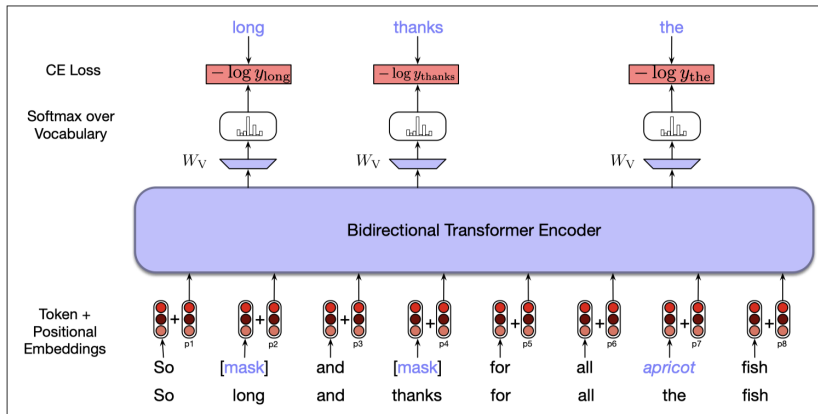 long thanks the
CE Loss − log y_long − log y_thanks − log y_the
Softmax over
Vocabulary
W_V W_V W_V
Bidirectional Transformer Encoder
Token +
Positional
Embeddings
+ + + + + + + +
p1 p2 p3 p4 p5 p6 p7 p8
So [mask] and [mask] for all apricot fish
So long and thanks for all the fish